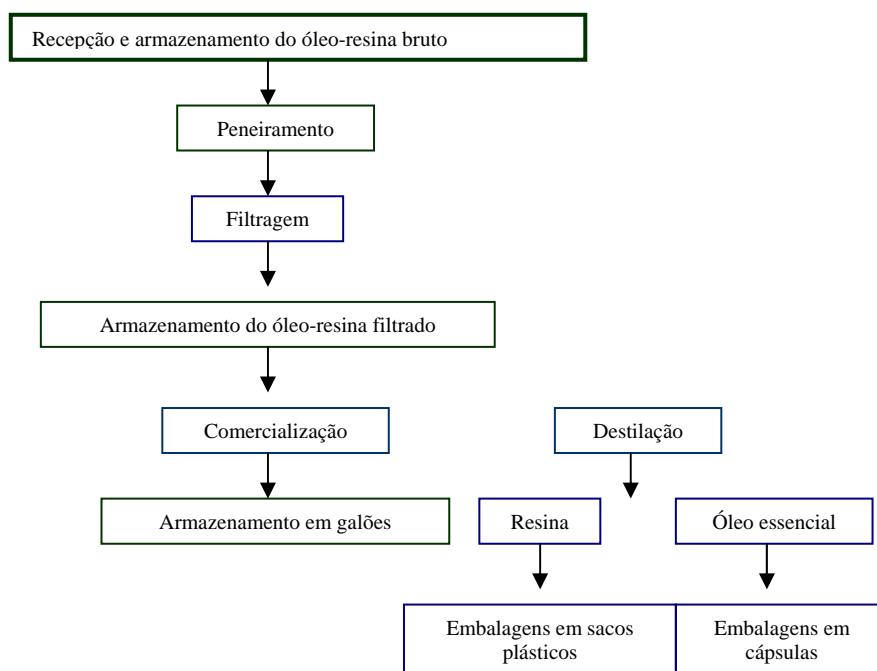 Recepção e armazenamento do óleo-resina bruto
Peneiramento
Filtragem
Armazenamento do óleo-resina filtrado
Comercialização
Destilação
Armazenamento em galões
Resina
Óleo essencial
Embalagens em sacos
plásticos
Embalagens em
cápsulas